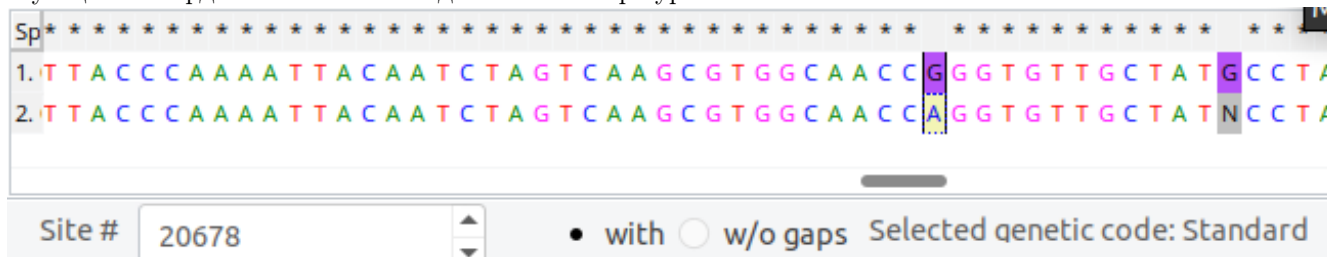 Sp * * * * * * * * * * * * * * * * * * * * * * * * * * * * * * * * * * * *   * * * * * * * * * * *   * * *
1. T T A C C C A A A A T T A C A A T C T A G T C A A G C G T G G C A A C C G G G T G T T G C T A T G C C T A
2. T T A C C C A A A A T T A C A A T C T A G T C A A G C G T G G C A A C C A G G T G T T G C T A T N C C T A
Site # 20678 with w/o gaps Selected genetic code: Standard